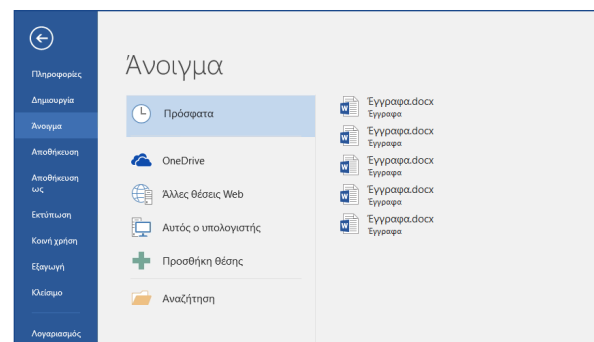 Πληροφορίες
Δημιουργία
Άνοιγμα
Αποθήκευση
Αποθήκευση
ως
Εκτύπωση
Κοινή χρήση
Εξαγωγή
Κλείσιμο
Λογαριασμός
Άνοιγμα
Πρόσφατα
OneDrive
Άλλες θέσεις Web
Αυτός ο υπολογιστής
Προσθήκη θέσης
Αναζήτηση
Έγγραφα.docx
Έγγραφα
Έγγραφα.docx
Έγγραφα
Έγγραφα.docx
Έγγραφα
Έγγραφα.docx
Έγγραφα
Έγγραφα.docx
Έγγραφα